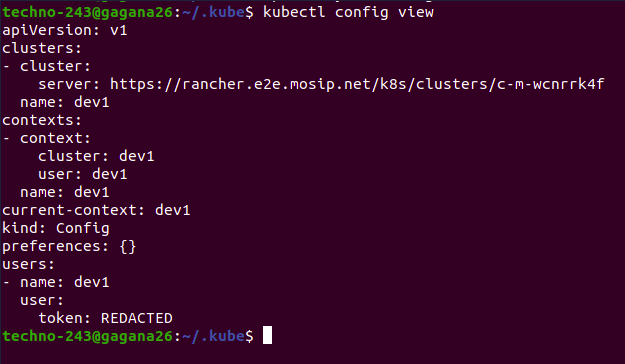 techno-243@gagana26:~/.kube$ kubectl config view
apiVersion: v1
clusters:
- cluster:
    server: https://rancher.e2e.mosip.net/k8s/clusters/c-m-wcnrrk4f
  name: dev1
contexts:
- context:
    cluster: dev1
    user: dev1
  name: dev1
current-context: dev1
kind: Config
preferences: {}
users:
- name: dev1
  user:
    token: REDACTED
techno-243@gagana26:~/.kube$